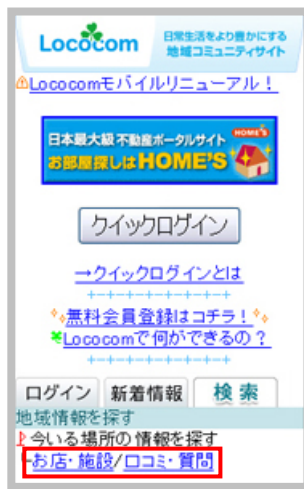 Lococom
日常生活をより豊かにする
地域コミュニティサイト
Lococomモバイルリニューアル！
日本最大級 不動産ポータルサイト
お部屋探しはHOME'S
HOME'S
クイックログイン
→クイックログインとは
無料会員登録はコチラ！
Lococomで何ができるの？
ログイン 新着情報 検索
地域情報を探す
今いる場所の情報を探す
└お店・施設/口コミ・質問